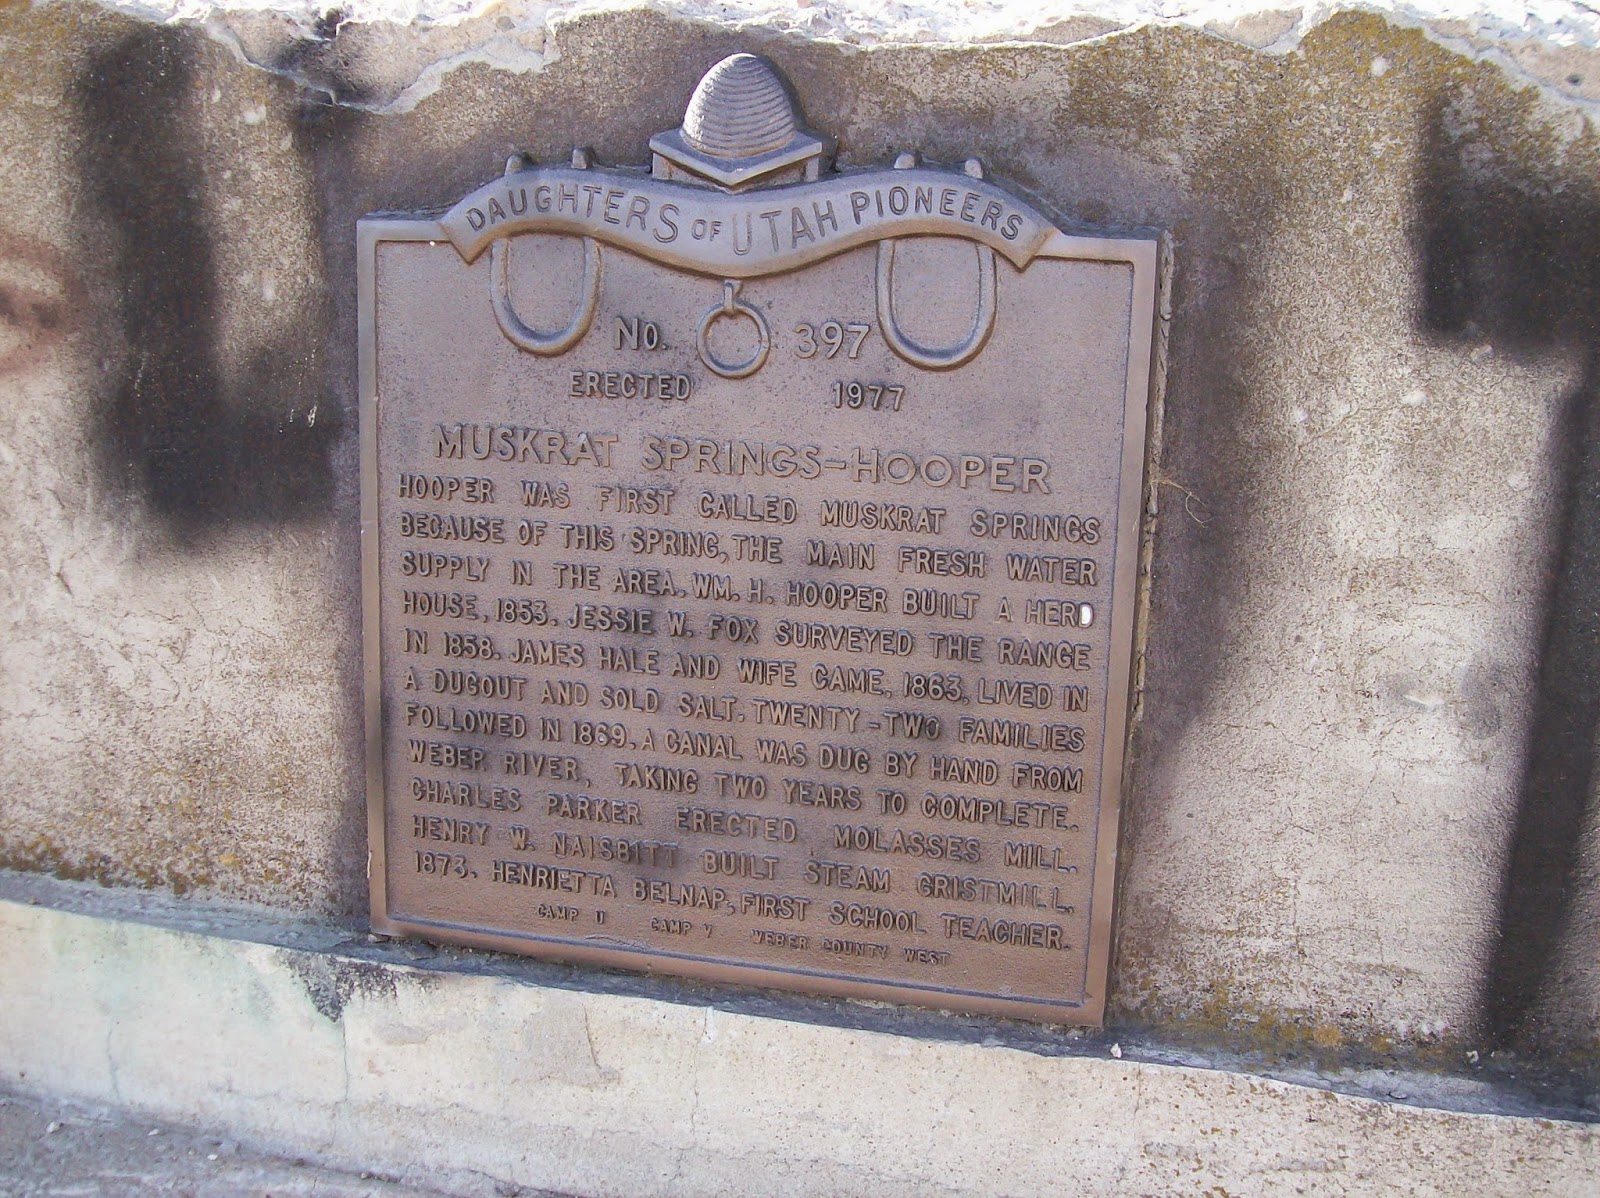 DAUGHTERS OF UTAH PIONEERS
NO. 397
ERECTED 1977
MUSKRAT SPRINGS-HOOPER
HOOPER WAS FIRST CALLED MUSKRAT SPRINGS
BECAUSE OF THIS SPRING, THE MAIN FRESH WATER
SUPPLY IN THE AREA. WM. H. HOOPER BUILT A HERD
HOUSE, 1853. JESSIE W. FOX SURVEYED THE RANGE
IN 1858. JAMES HALE AND WIFE CAME, 1863, LIVED IN
A DUGOUT AND SOLD SALT. TWENTY-TWO FAMILIES
FOLLOWED IN 1869. A CANAL WAS DUG BY HAND FROM
WEBER RIVER, TAKING TWO YEARS TO COMPLETE.
CHARLES PARKER ERECTED MOLASSES MILL.
HENRY W. NAISBITT BUILT STEAM GRISTMILL,
1873. HENRIETTA BELNAP, FIRST SCHOOL TEACHER.
CAMP U CAMP V WEBER COUNTY WEST